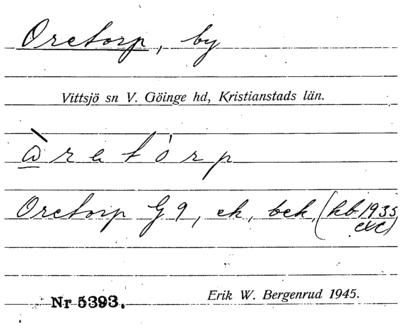 Oretorp, by
Vittsjö sn V. Göinge hd, Kristianstads län.
òretórp
Oretorp G 9, ek, bek, (kb 1935
exc)
Nr 5393.
Erik W. Bergenrud 1945.